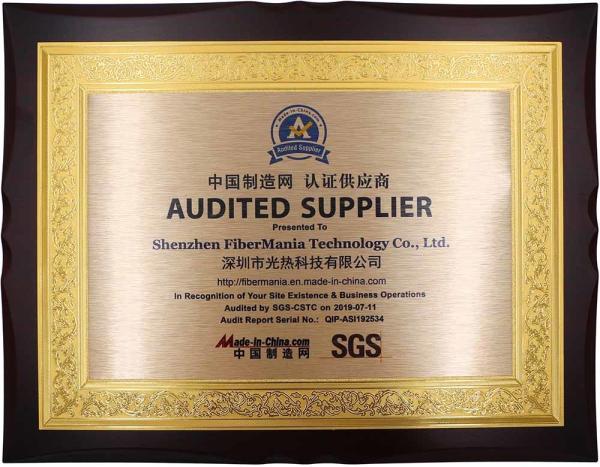 Made-in-China.com
Audited Supplier
中国制造网 认证供应商
AUDITED SUPPLIER
Presented To
Shenzhen FiberMania Technology Co., Ltd.
深圳市光热科技有限公司
http://fibermania.en.made-in-china.com
In Recognition of Your Site Existence & Business Operations
Audited by SGS-CSTC on 2019-07-11
Audit Report Serial No.: QIP-ASI192534
Made-in-China.com
中国制造网
SGS